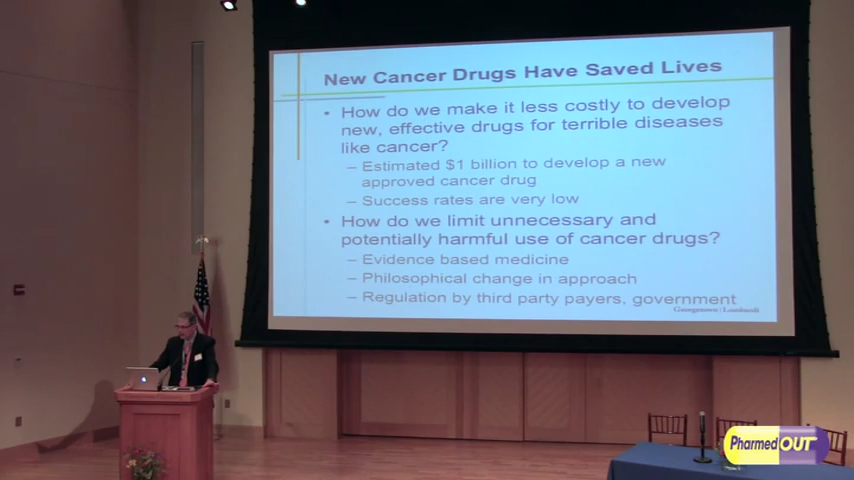 New Cancer Drugs Have Saved Lives
• How do we make it less costly to develop
new, effective drugs for terrible diseases
like cancer?
– Estimated $1 billion to develop a new
approved cancer drug
– Success rates are very low
• How do we limit unnecessary and
potentially harmful use of cancer drugs?
– Evidence based medicine
– Philosophical change in approach
– Regulation by third party payers, government
Georgetown | Lombardi
PharmedOUT